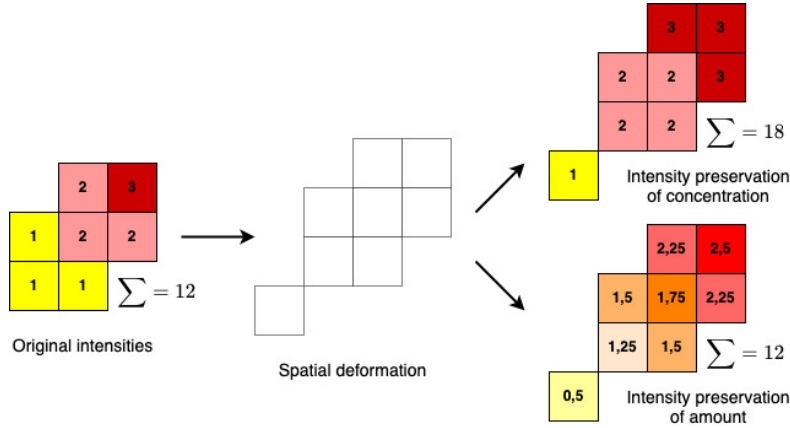 2 3
1 2 2
1 1
∑ = 12
Original intensities
Spatial deformation
3 3
2 2 3
2 2
∑ = 18
1
Intensity preservation
of concentration
2,25 2,5
1,5 1,75 2,25
1,25 1,5
∑ = 12
0,5
Intensity preservation
of amount